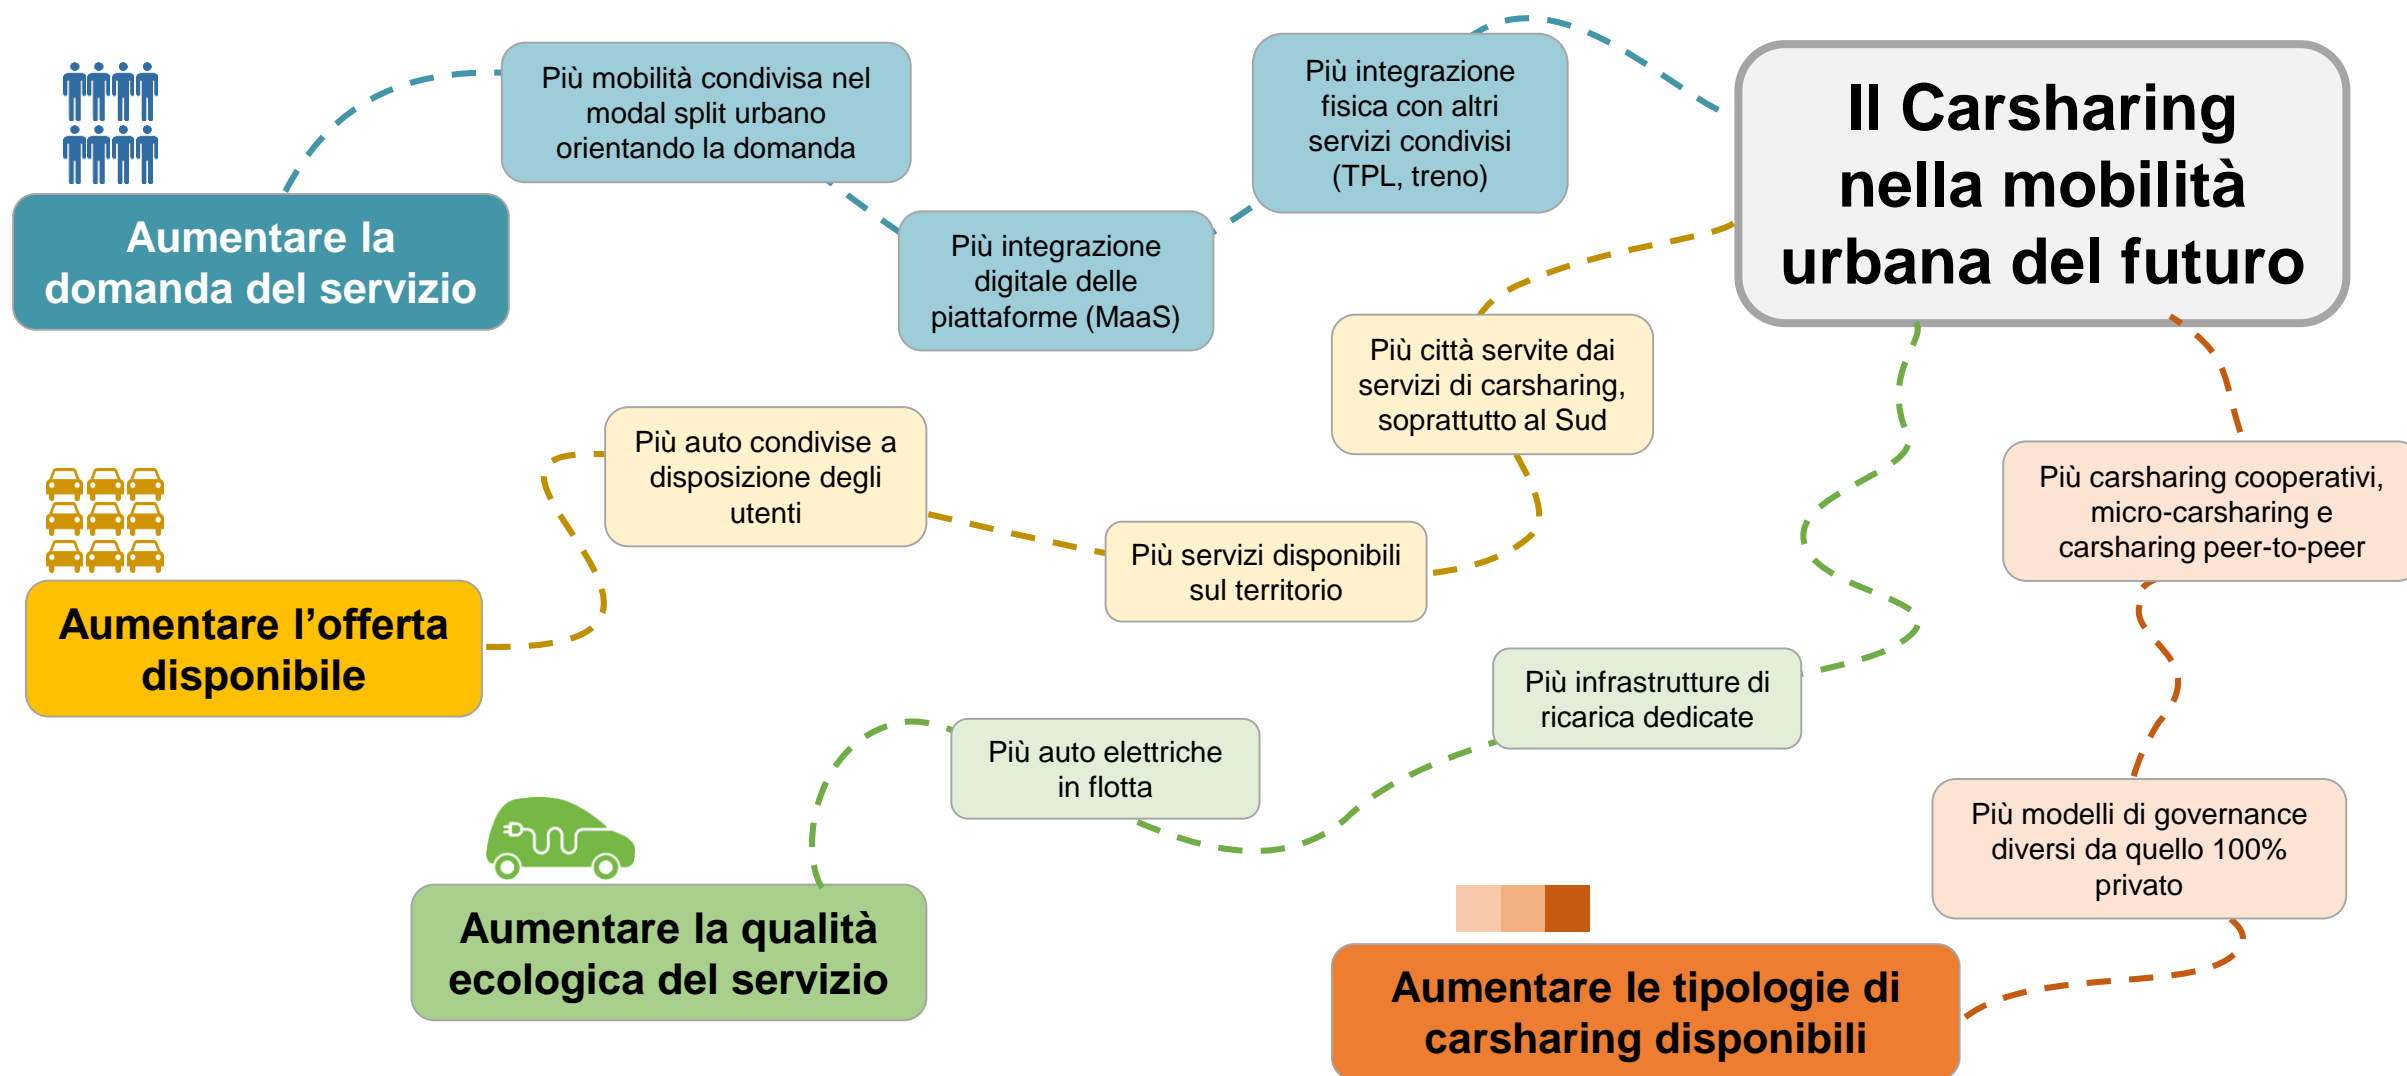 Più mobilità condivisa nel
modal split urbano
orientando la domanda
Più integrazione
fisica con altri
servizi condivisi
(TPL, treno)
Il Carsharing
nella mobilità
urbana del futuro
Aumentare la
domanda del servizio
Più integrazione
digitale delle
piattaforme (MaaS)
Più città servite dai
servizi di carsharing,
soprattutto al Sud
Più auto condivise a
disposizione degli
utenti
Più servizi disponibili
sul territorio
Più carsharing cooperativi,
micro-carsharing e
carsharing peer-to-peer
Aumentare l’offerta
disponibile
Più infrastrutture di
ricarica dedicate
Più auto elettriche
in flotta
Più modelli di governance
diversi da quello 100%
privato
Aumentare la qualità
ecologica del servizio
Aumentare le tipologie di
carsharing disponibili